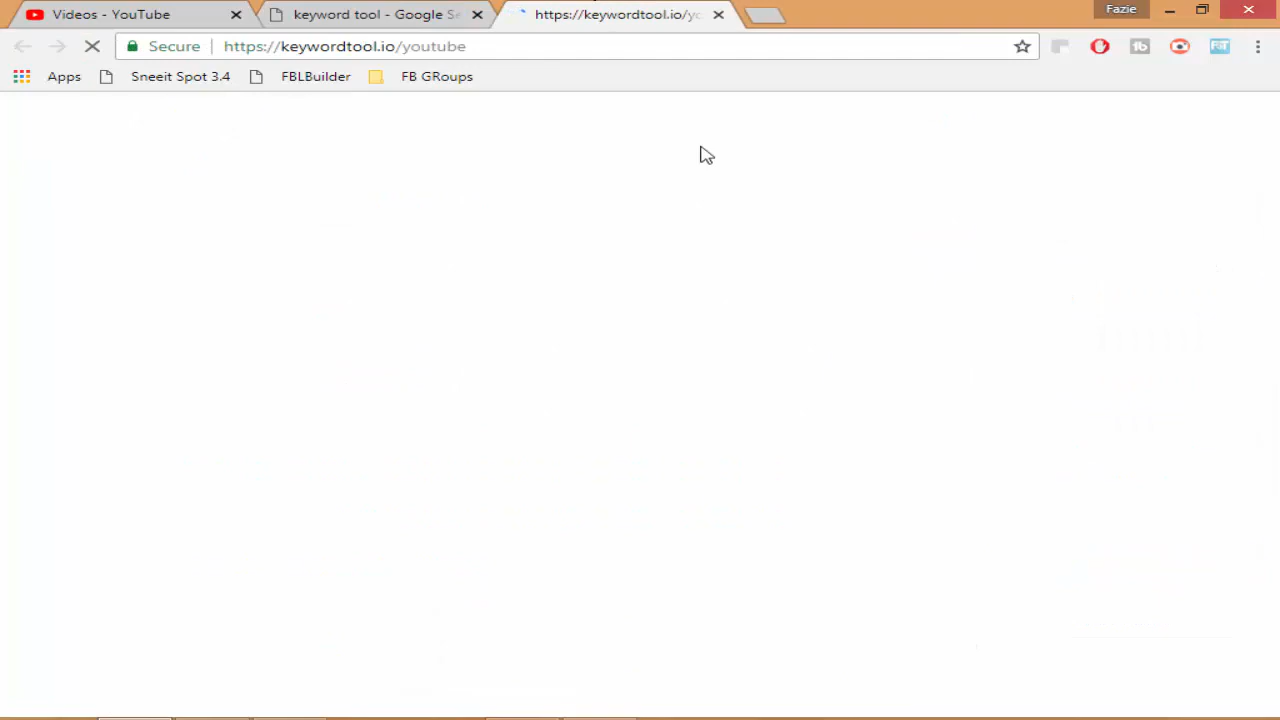 Videos - YouTube
keyword tool - Google Se
https://keywordtool.io/yo
Fazie
Secure
https://keywordtool.io/youtube
Apps
Sneeit Spot 3.4
FBLBuilder
FB GRoups